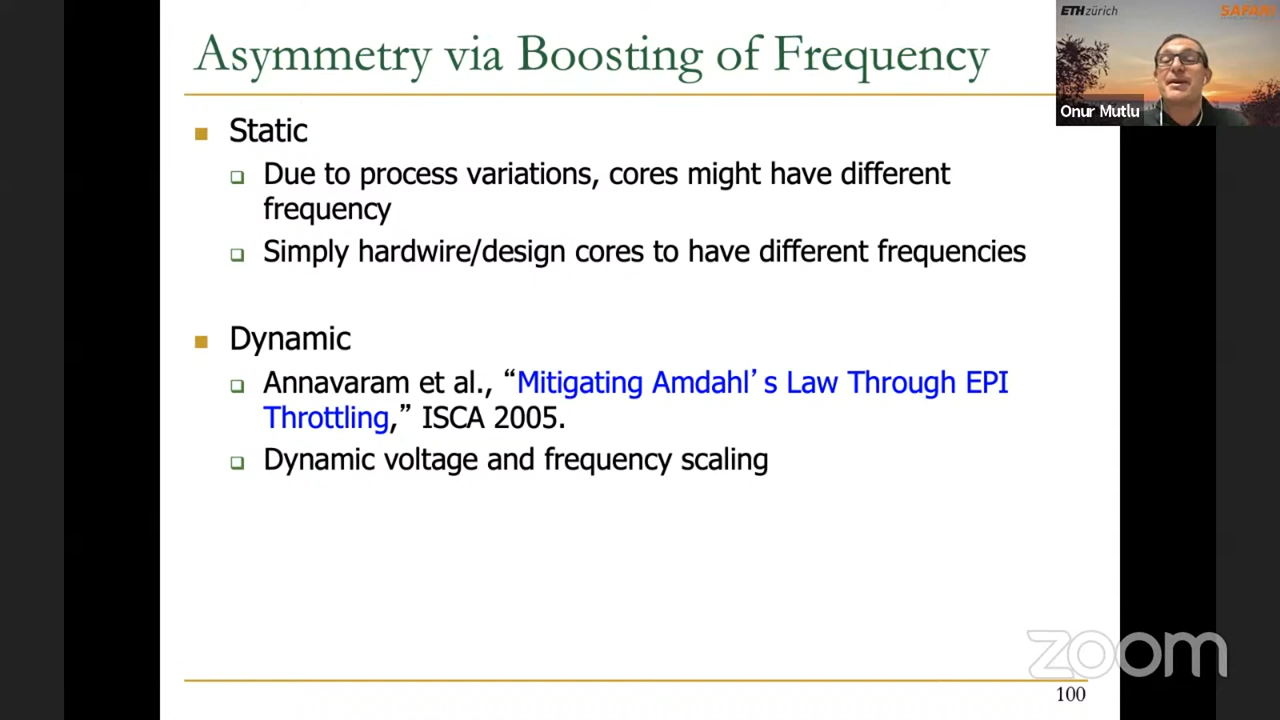 Asymmetry via Boosting of Frequency
ETH zürich
SAFARI
Onur Mutlu
Static
Due to process variations, cores might have different
frequency
Simply hardwire/design cores to have different frequencies
Dynamic
Annavaram et al., “Mitigating Amdahl’s Law Through EPI
Throttling,” ISCA 2005.
Dynamic voltage and frequency scaling
zoom
100